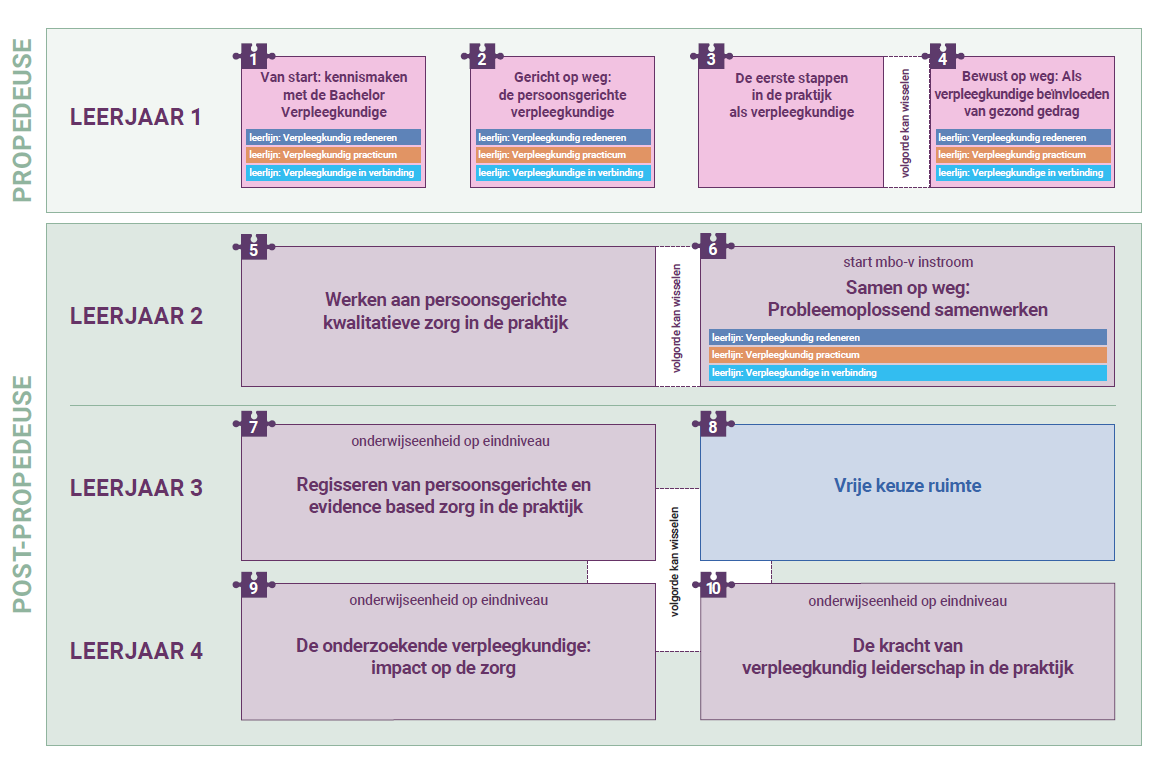 PROPEDEUSE
LEERJAAR 1
1
Van start: kennismaken
met de Bachelor
Verpleegkundige
leerlijn: Verpleegkundig redeneren
leerlijn: Verpleegkundig practicum
leerlijn: Verpleegkundige in verbinding
2
Gericht op weg:
de persoonsgerichte
verpleegkundige
leerlijn: Verpleegkundig redeneren
leerlijn: Verpleegkundig practicum
leerlijn: Verpleegkundige in verbinding
3
De eerste stappen
in de praktijk
als verpleegkundige
volgorde kan wisselen
4
Bewust op weg: Als
verpleegkundige beïnvloeden
van gezond gedrag
leerlijn: Verpleegkundig redeneren
leerlijn: Verpleegkundig practicum
leerlijn: Verpleegkundige in verbinding
POST-PROPEDEUSE
LEERJAAR 2
5
Werken aan persoonsgerichte
kwalitatieve zorg in de praktijk
volgorde kan wisselen
6
start mbo-v instroom
Samen op weg:
Probleemoplossend samenwerken
leerlijn: Verpleegkundig redeneren
leerlijn: Verpleegkundig practicum
leerlijn: Verpleegkundige in verbinding
LEERJAAR 3
7
onderwijseenheid op eindniveau
Regisseren van persoonsgerichte en
evidence based zorg in de praktijk
8
Vrije keuze ruimte
volgorde kan wisselen
LEERJAAR 4
9
onderwijseenheid op eindniveau
De onderzoekende verpleegkundige:
impact op de zorg
10
onderwijseenheid op eindniveau
De kracht van
verpleegkundig leiderschap in de praktijk